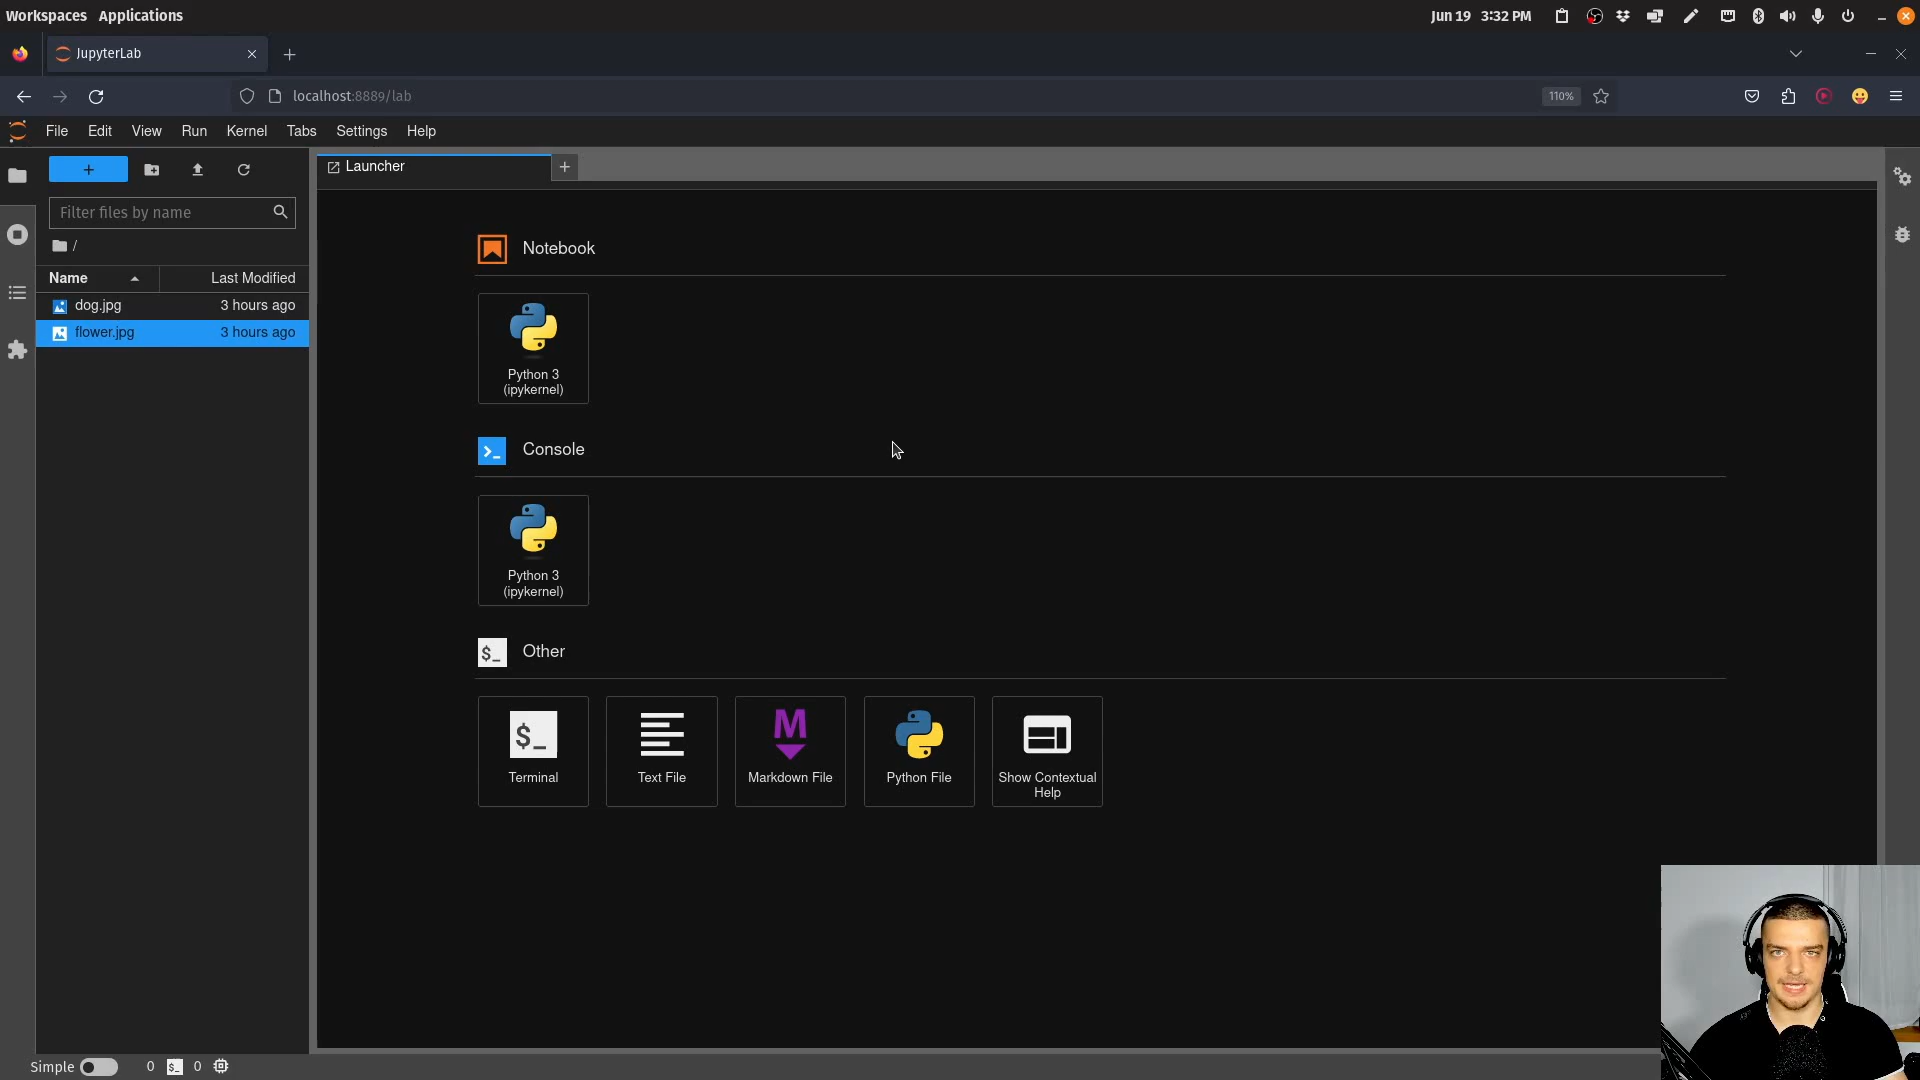 Workspaces Applications
Jun 19 3:32 PM
JupyterLab
localhost:8889/lab
110%
File Edit View Run Kernel Tabs Settings Help
Launcher
Filter files by name
/
Name Last Modified
dog.jpg 3 hours ago
flower.jpg 3 hours ago
Notebook
Python 3
(ipykernel)
Console
Python 3
(ipykernel)
$_ Other
$_
Terminal
Text File
M
Markdown File
Python File
Show Contextual
Help
Simple 0 $_ 0